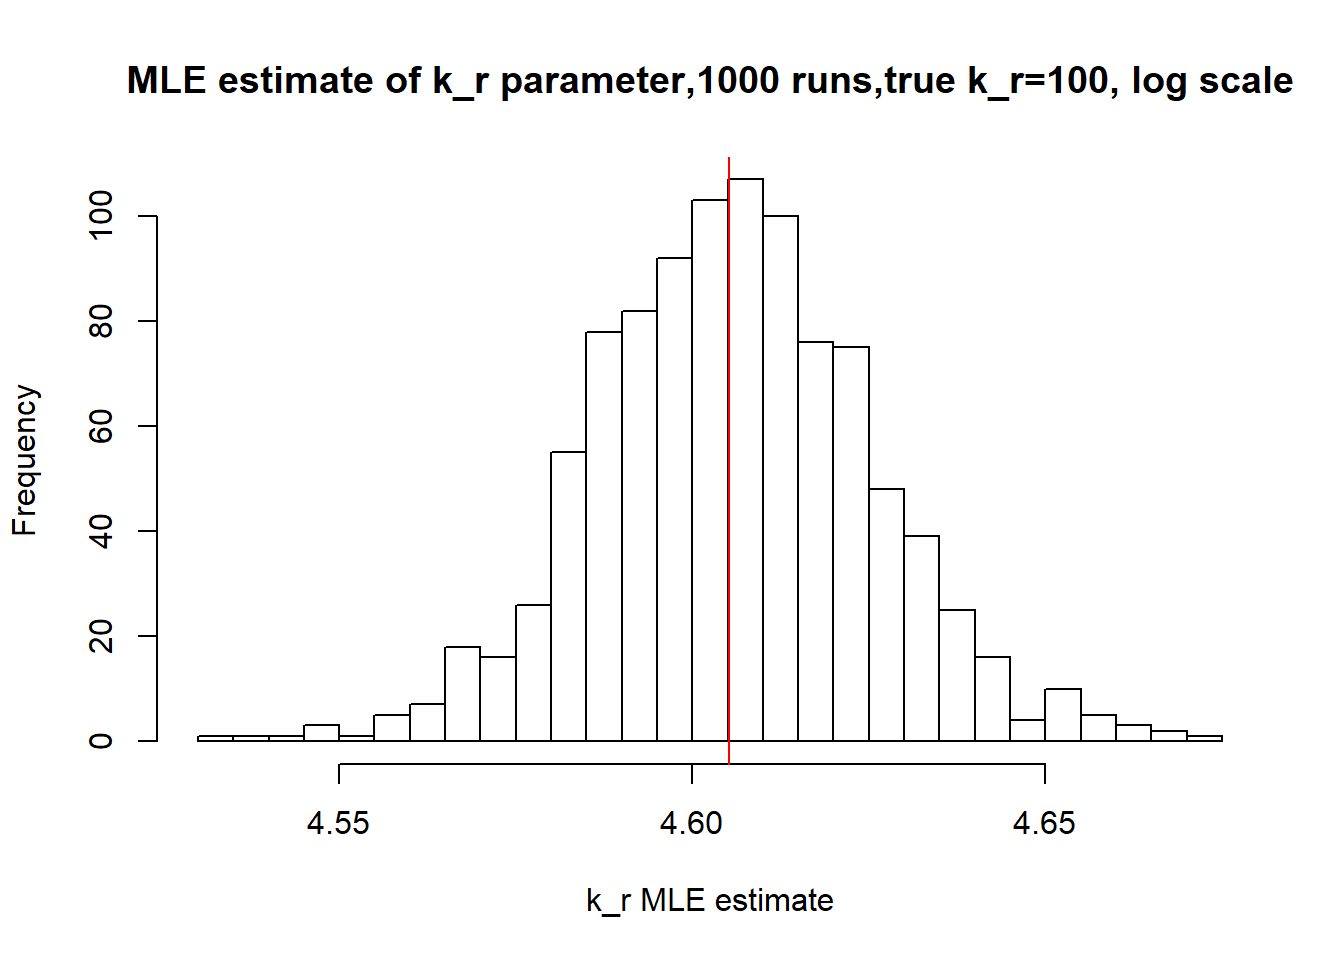 MLE estimate of k_r parameter,1000 runs,true k_r=100, log scale
Frequency
100
80
60
40
20
0
4.55 4.60 4.65
k_r MLE estimate